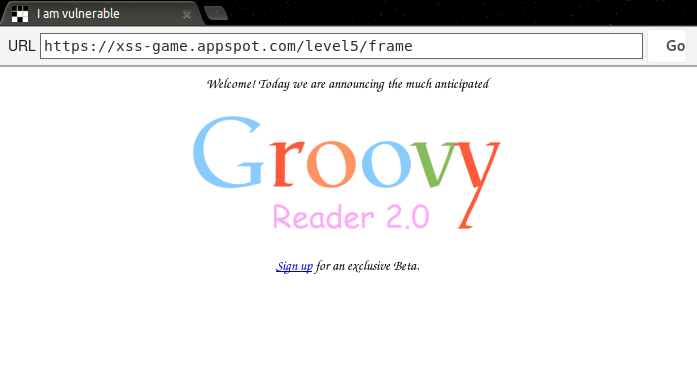 I am vulnerable
URL https://xss-game.appspot.com/level5/frame Go
Welcome! Today we are announcing the much anticipated
Groovy
Reader 2.0
Sign up for an exclusive Beta.